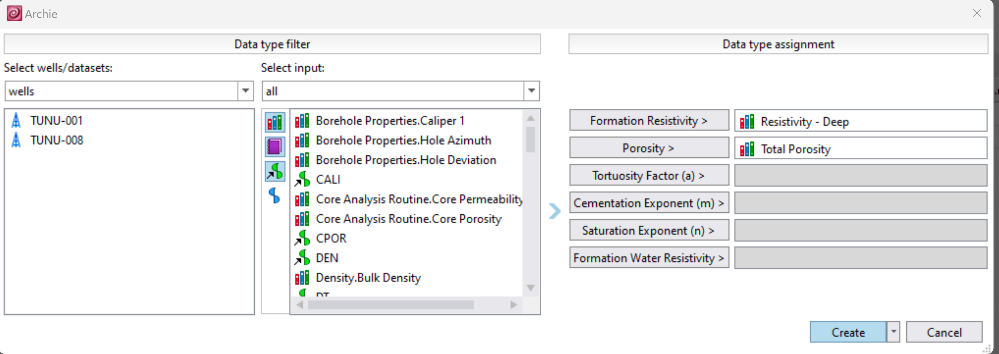 Archie
Data type filter
Data type assignment
Select wells/datasets:
Select input:
wells
all
TUNU-001
TUNU-008
Borehole Properties.Caliper 1
Borehole Properties.Hole Azimuth
Borehole Properties.Hole Deviation
CALI
Core Analysis Routine.Core Permeability
Core Analysis Routine.Core Porosity
CPOR
DEN
Density.Bulk Density
DT
Formation Resistivity >
Resistivity - Deep
Porosity >
Total Porosity
Tortuosity Factor (a) >
Cementation Exponent (m) >
Saturation Exponent (n) >
Formation Water Resistivity >
Create
Cancel